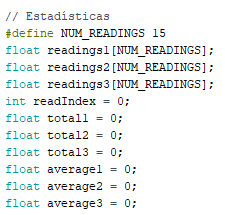 // Estadísticas
#define NUM_READINGS 15
float readings1[NUM_READINGS];
float readings2[NUM_READINGS];
float readings3[NUM_READINGS];
int readIndex = 0;
float total1 = 0;
float total2 = 0;
float total3 = 0;
float average1 = 0;
float average2 = 0;
float average3 = 0;